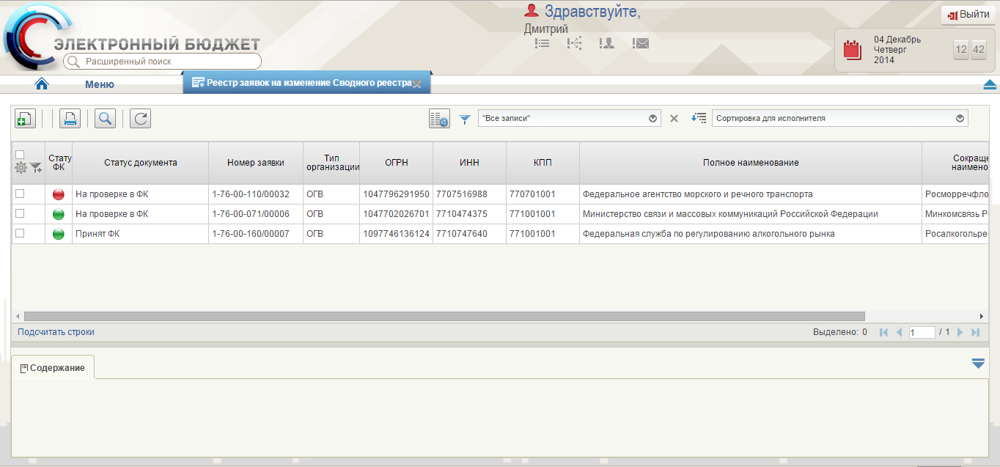 Здравствуйте,
Дмитрий
Выйти
ЭЛЕКТРОННЫЙ БЮДЖЕТ
Расширенный поиск
04 Декабрь
Четверг
2014
12 42
Меню
Реестр заявок на изменение Сводного реестра
"Все записи"
Сортировка для исполнителя
Стату ФК
Статус документа
Номер заявки
Тип организации
ОГРН
ИНН
КПП
Полное наименование
Сокраще наимено
На проверке в ФК 1-76-00-110/00032 ОГВ 1047796291950 7707516988 770701001 Федеральное агентство морского и речного транспорта Росморречфло
На проверке в ФК 1-76-00-071/00006 ОГВ 1047702026701 7710474375 771001001 Министерство связи и массовых коммуникаций Российской Федерации Минкомсвязь Р
Принят ФК 1-76-00-160/00007 ОГВ 1097746136124 7710747640 771001001 Федеральная служба по регулированию алкогольного рынка Росалкогольре
Подсчитать строки
Выделено: 0
1 / 1
Содержание